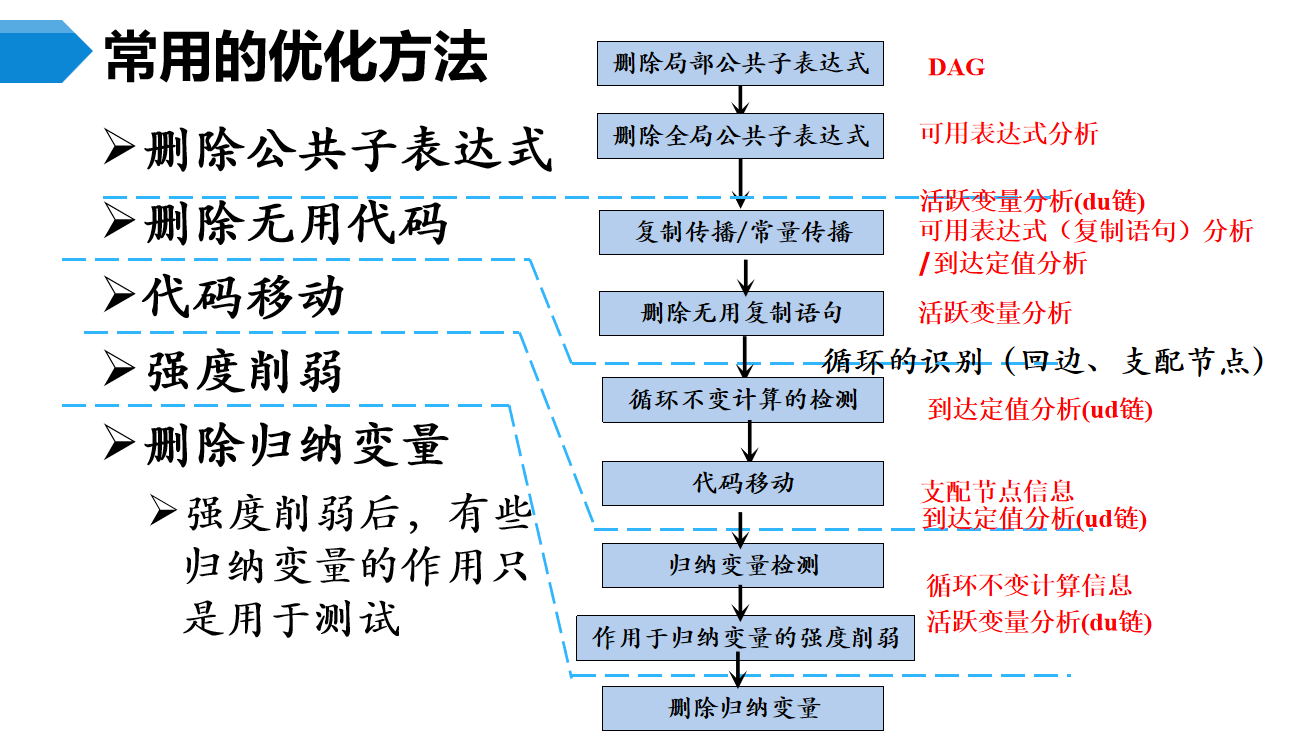 常用的优化方法
➢删除公共子表达式
➢删除无用代码
➢代码移动
➢强度削弱
➢删除归纳变量
➢强度削弱后，有些
归纳变量的作用只
是用于测试
删除局部公共子表达式
DAG
删除全局公共子表达式
可用表达式分析
活跃变量分析(du链)
复制传播/常量传播
可用表达式（复制语句）分析
/到达定值分析
删除无用复制语句
活跃变量分析
循环的识别（回边、支配节点）
循环不变计算的检测
到达定值分析(ud链)
代码移动
支配节点信息
到达定值分析(ud链)
归纳变量检测
循环不变计算信息
作用于归纳变量的强度削弱
活跃变量分析(du链)
删除归纳变量